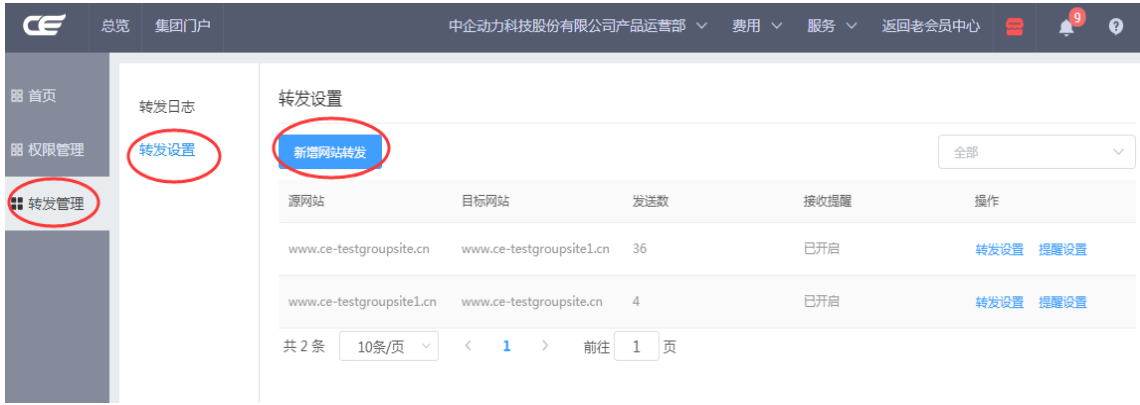 CE 总览 集团门户 中企动力科技股份有限公司产品运营部 费用 服务 返回老会员中心 9 ?
首页
权限管理
转发管理
转发日志
转发设置
转发设置
新增网站转发 全部
源网站 目标网站 发送数 接收提醒 操作
www.ce-testgroupsite.cn www.ce-testgroupsite1.cn 36 已开启 转发设置 提醒设置
www.ce-testgroupsite1.cn www.ce-testgroupsite.cn 4 已开启 转发设置 提醒设置
共 2 条 10条/页 < 1 > 前往 1 页